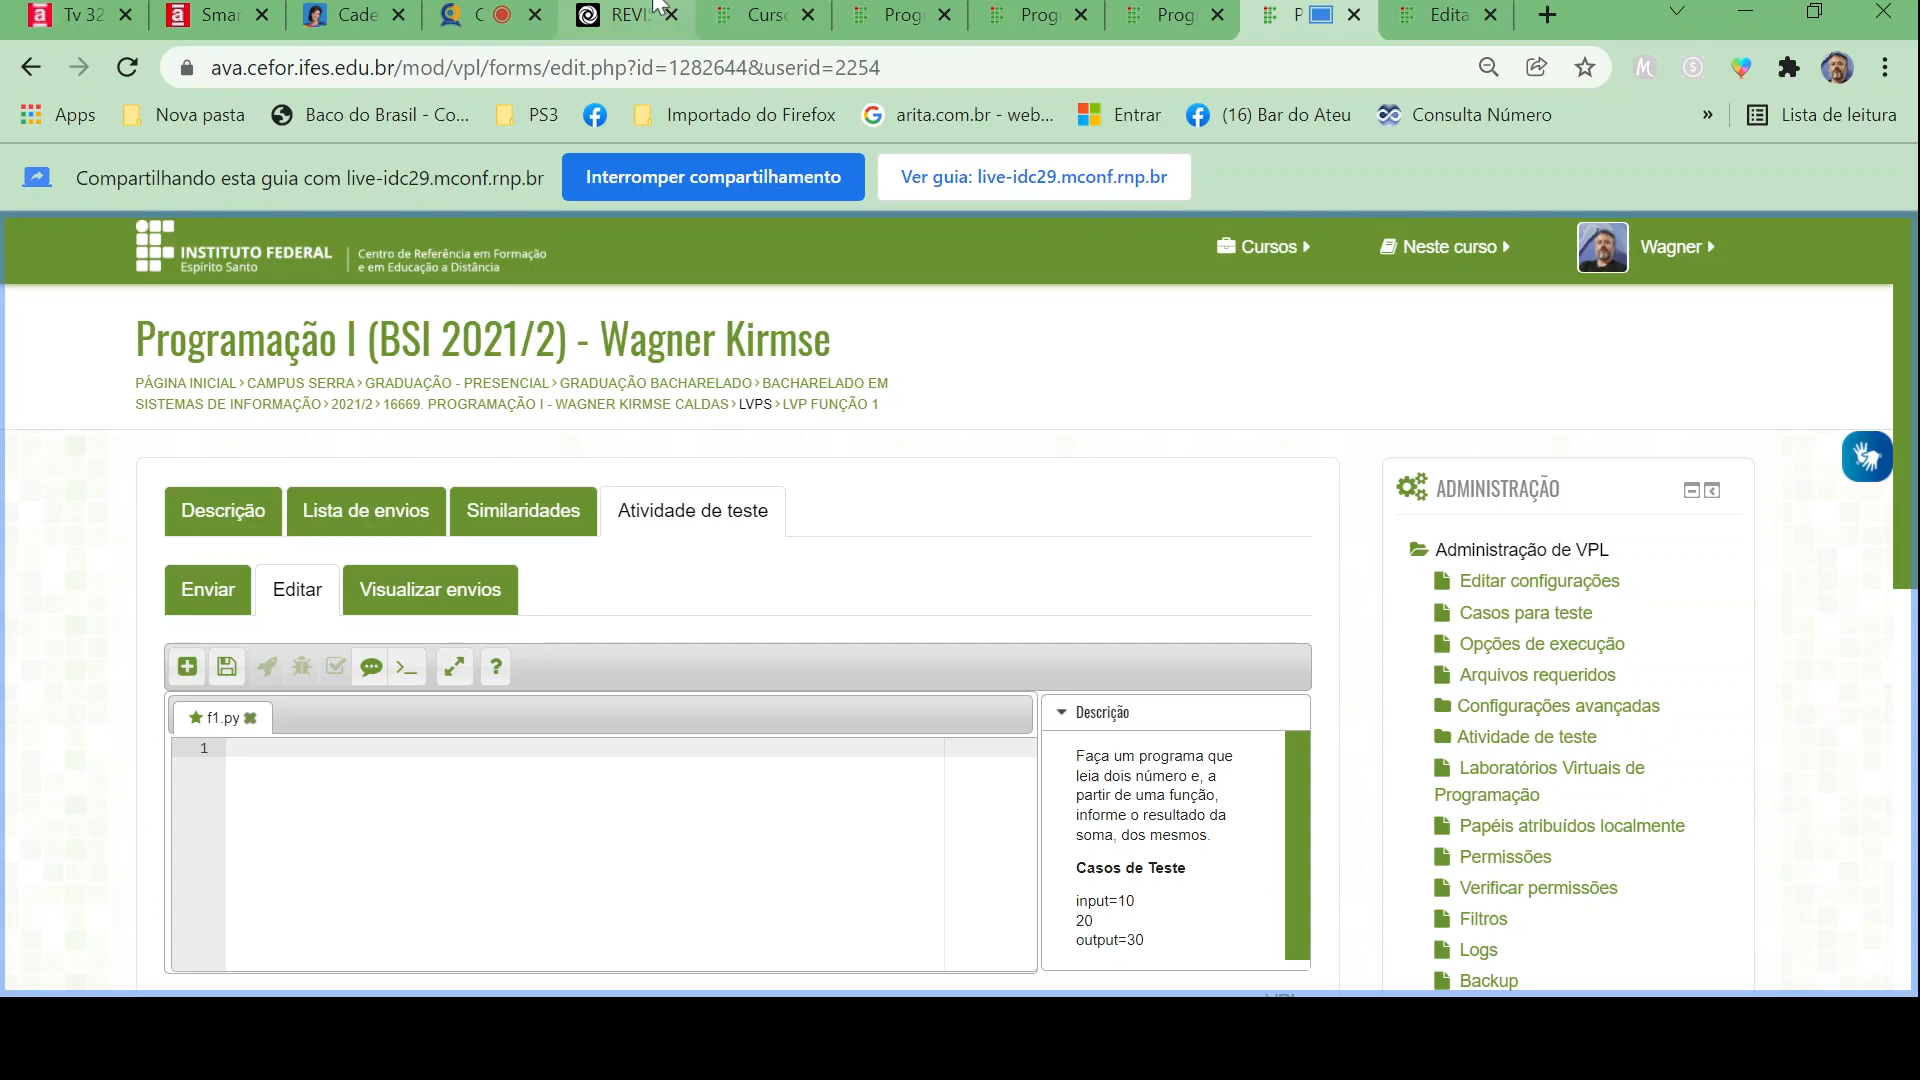 Tv 32
Smar
Cade
C
REVI
Curso
Prog
Prog
Prog
P
Edita
ava.cefor.ifes.edu.br/mod/vpl/forms/edit.php?id=1282644&userid=2254
Apps
Nova pasta
Baco do Brasil - Co...
PS3
Importado do Firefox
arita.com.br - web...
Entrar
(16) Bar do Ateu
Consulta Número
»
Lista de leitura
Compartilhando esta guia com live-idc29.mconf.rnp.br
Interromper compartilhamento
Ver guia: live-idc29.mconf.rnp.br
INSTITUTO FEDERAL
Espírito Santo
Centro de Referência em Formação
e em Educação a Distância
Cursos
Neste curso
Wagner
Programação I (BSI 2021/2) - Wagner Kirmse
PÁGINA INICIAL › CAMPUS SERRA › GRADUAÇÃO - PRESENCIAL › GRADUAÇÃO BACHARELADO › BACHARELADO EM
SISTEMAS DE INFORMAÇÃO › 2021/2 › 16669. PROGRAMAÇÃO I - WAGNER KIRMSE CALDAS › LVPS › LVP FUNÇÃO 1
Descrição
Lista de envios
Similaridades
Atividade de teste
Enviar
Editar
Visualizar envios
f1.py
1
Descrição
Faça um programa que
leia dois número e, a
partir de uma função,
informe o resultado da
soma, dos mesmos.
Casos de Teste
input=10
20
output=30
VPL
ADMINISTRAÇÃO
Administração de VPL
Editar configurações
Casos para teste
Opções de execução
Arquivos requeridos
Configurações avançadas
Atividade de teste
Laboratórios Virtuais de
Programação
Papéis atribuídos localmente
Permissões
Verificar permissões
Filtros
Logs
Backup